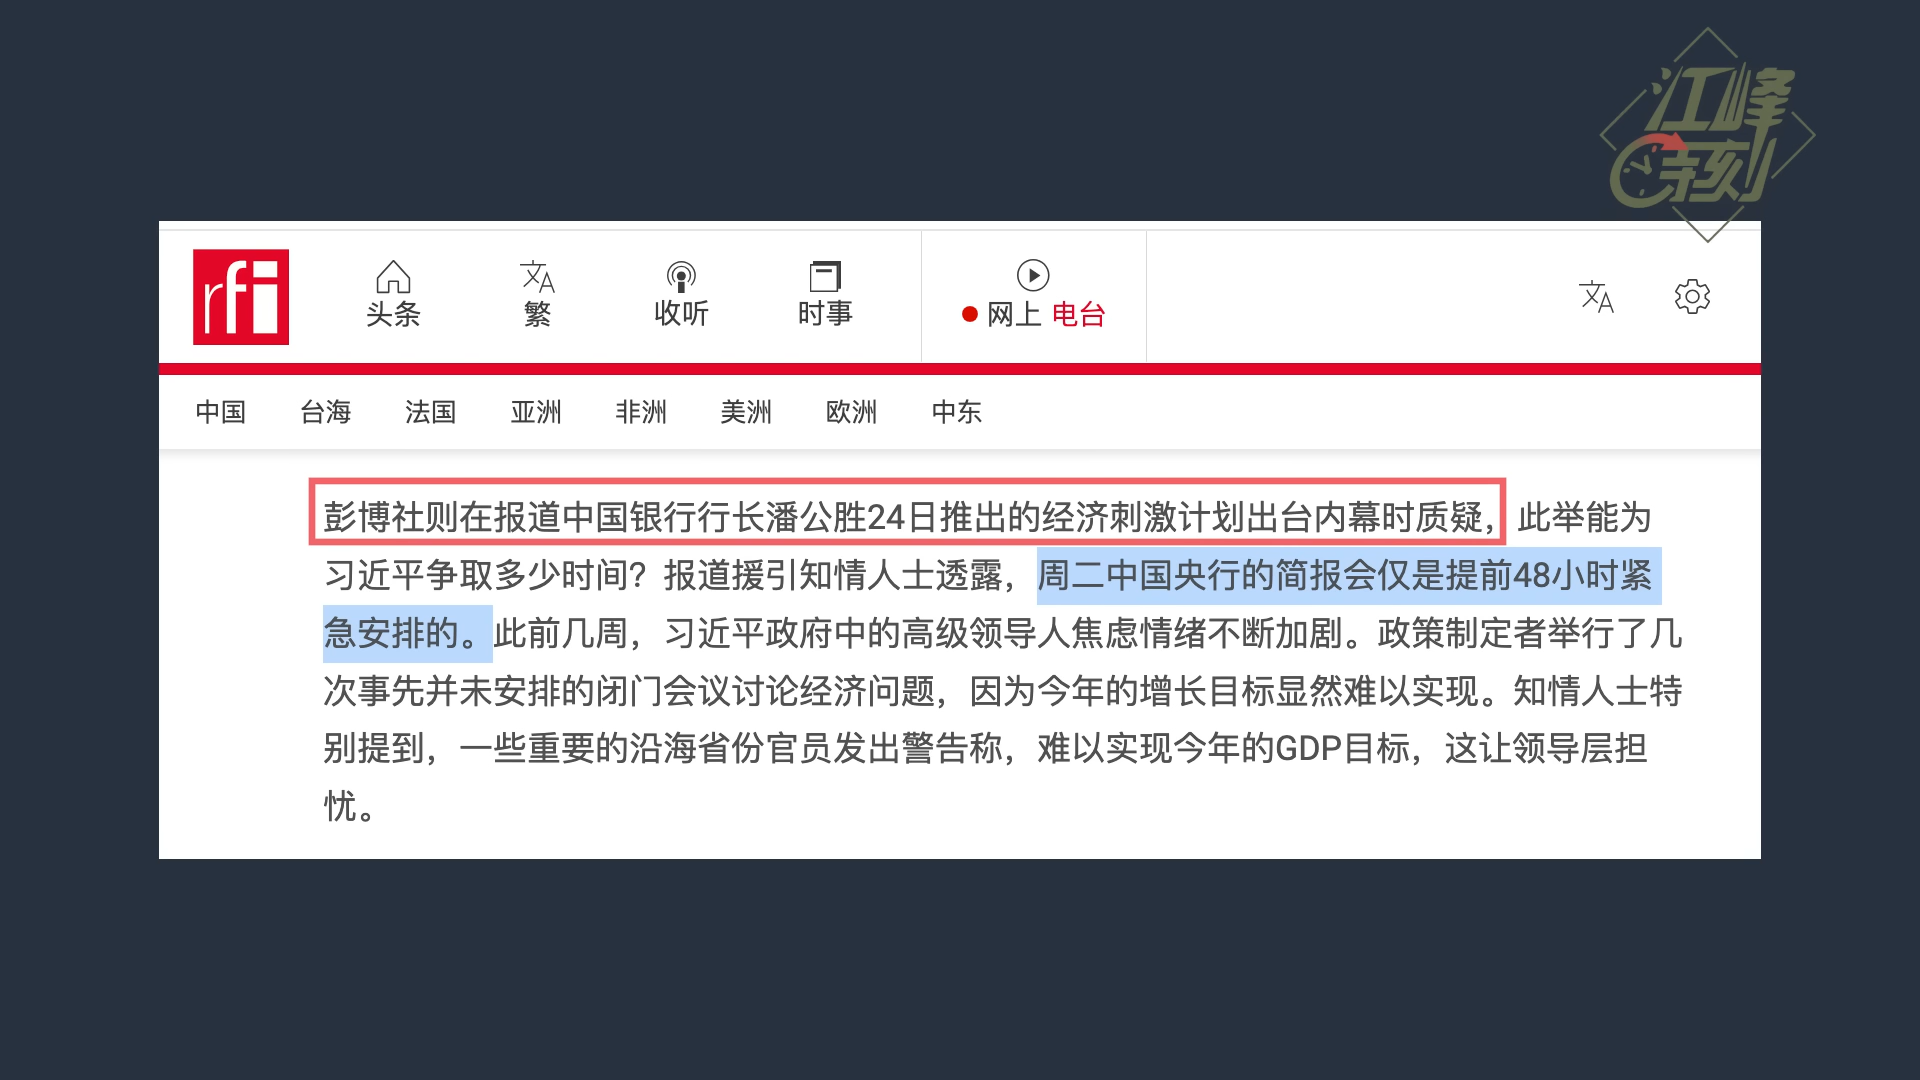 江峰
时刻
rfi
头条
繁
收听
时事
网上 电台
中国 台海 法国 亚洲 非洲 美洲 欧洲 中东
彭博社则在报道中国银行行长潘公胜24日推出的经济刺激计划出台内幕时质疑，此举能为
习近平争取多少时间？报道援引知情人士透露，周二中国央行的简报会仅是提前48小时紧
急安排的。此前几周，习近平政府中的高级领导人焦虑情绪不断加剧。政策制定者举行了几
次事先并未安排的闭门会议讨论经济问题，因为今年的增长目标显然难以实现。知情人士特
别提到，一些重要的沿海省份官员发出警告称，难以实现今年的GDP目标，这让领导层担
忧。